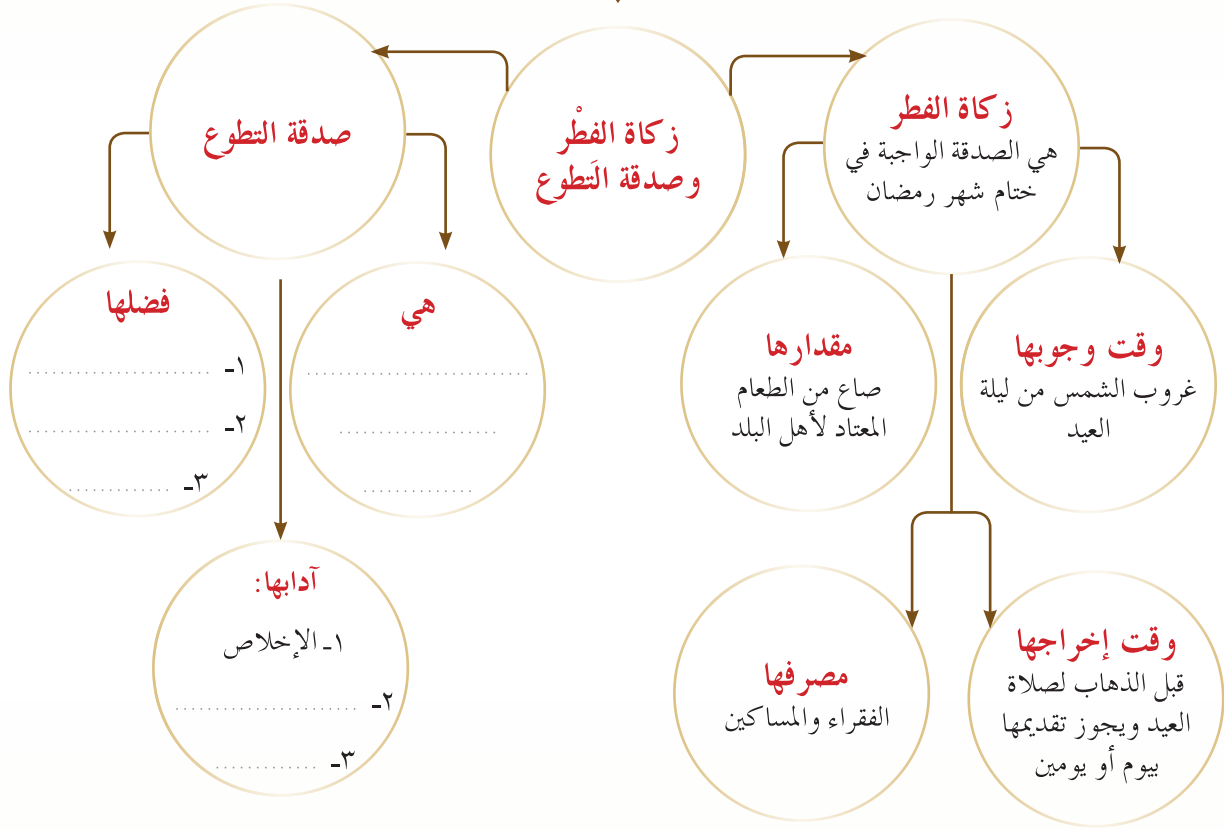 زكاة الفطْر
وصدقة التَطوع
زكاة الفطر
هي الصدقة الواجبة في
ختام شهر رمضان
وقت وجوبها
غروب الشمس من ليلة
العيد
مقدارها
صاع من الطعام
المعتاد لأهل البلد
وقت إخراجها
قبل الذهاب لصلاة
العيد ويجوز تقديمها
بيوم أو يومين
مصرفها
الفقراء والمساكين
صدقة التطوع
هي
......................................
...........................
..................
فضلها
١- ..............................
٢- ..............................
٣- .................
آدابها:
١- الإخلاص
٢- ..............................
٣- .................